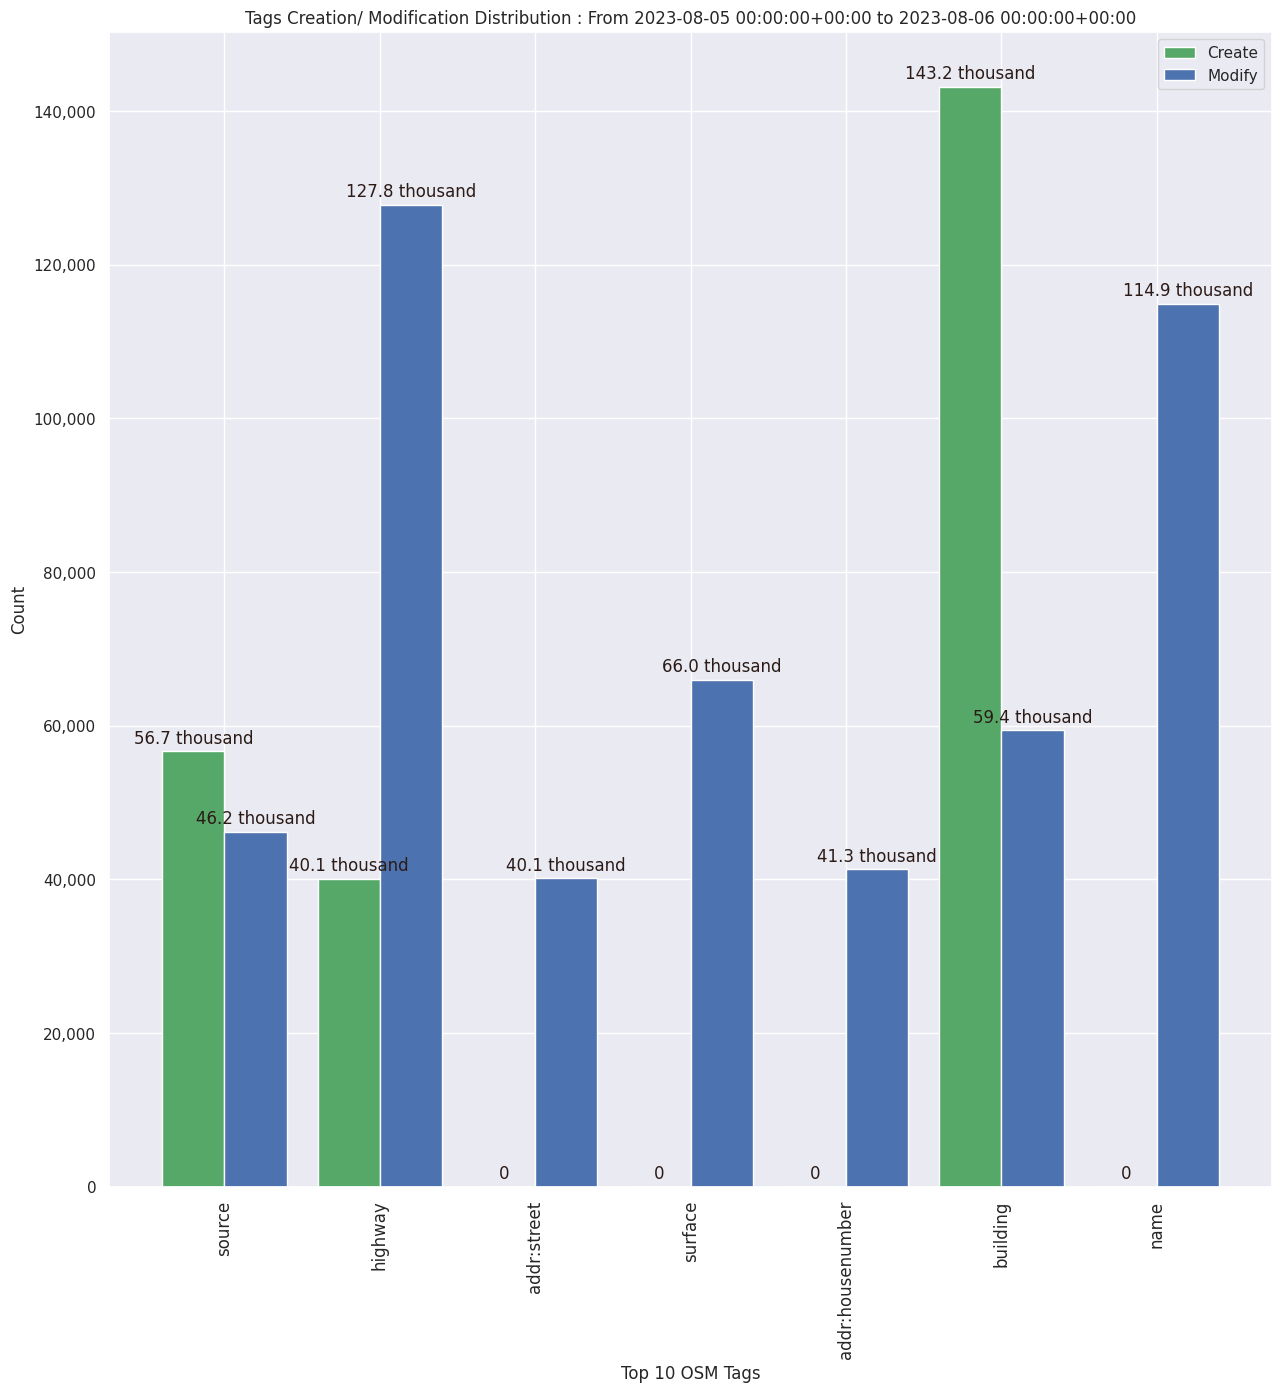 Tags Creation/ Modification Distribution : From 2023-08-05 00:00:00+00:00 to 2023-08-06 00:00:00+00:00
Create
Modify
143.2 thousand
140,000
127.8 thousand
120,000
114.9 thousand
100,000
80,000
Count
66.0 thousand
60,000
59.4 thousand
56.7 thousand
46.2 thousand
40,000
40.1 thousand
40.1 thousand
41.3 thousand
20,000
0
0
0
0
0
source
highway
addr:street
surface
addr:housenumber
building
name
Top 10 OSM Tags